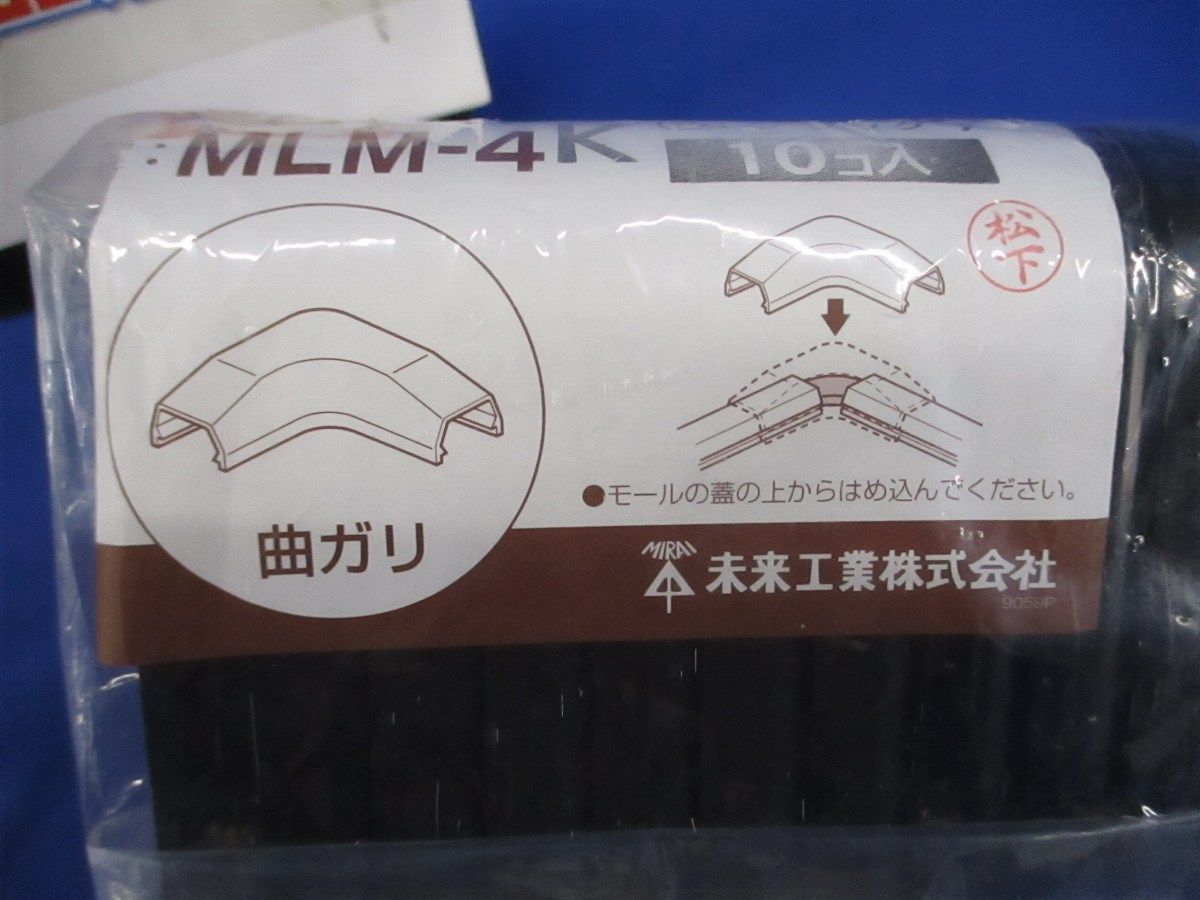 :MLM-4K
10コ入
松下
●モールの蓋の上からはめ込んでください。
曲ガリ
MIRAI
未来工業株式会社
9059P